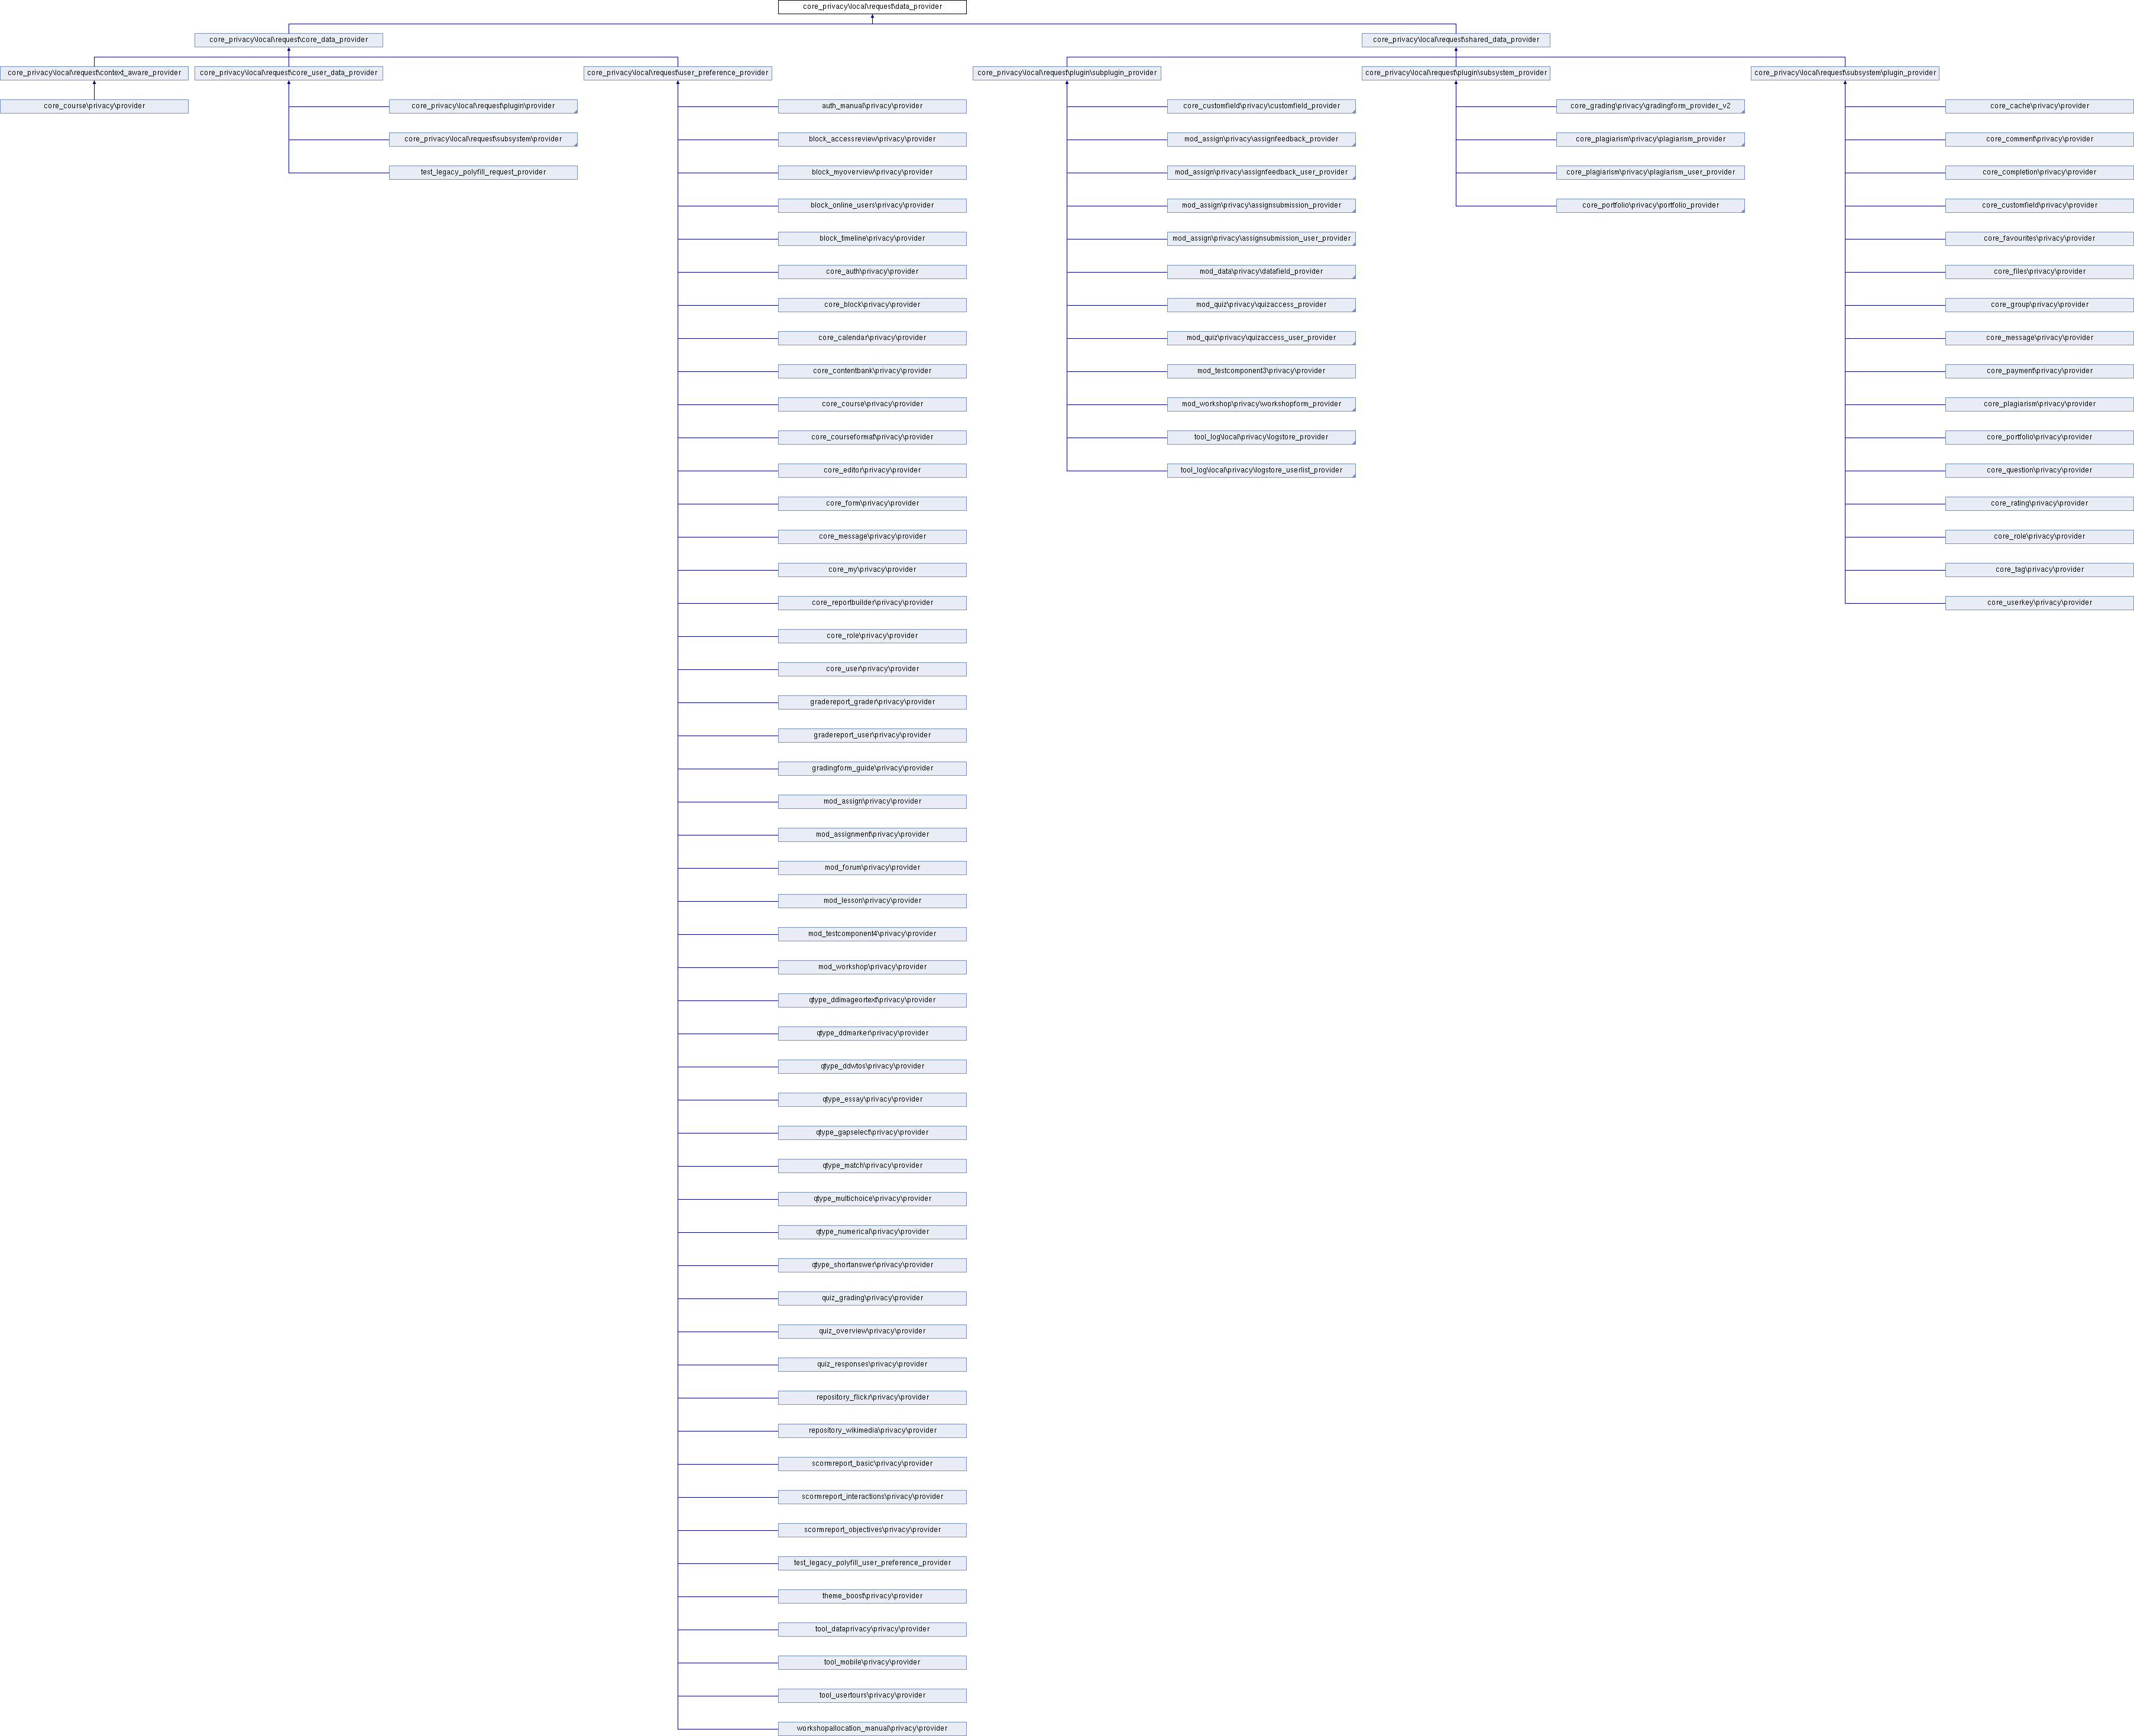 core_privacy\local\request\data_provider
core_privacy\local\request\core_data_provider
core_privacy\local\request\shared_data_provider
core_privacy\local\request\context_aware_provider
core_privacy\local\request\core_user_data_provider
core_privacy\local\request\user_preference_provider
core_privacy\local\request\plugin\subplugin_provider
core_privacy\local\request\plugin\subsystem_provider
core_privacy\local\request\subsystem\plugin_provider
core_course\privacy\provider
core_privacy\local\request\plugin\provider
core_privacy\local\request\subsystem\provider
test_legacy_polyfill_request_provider
auth_manual\privacy\provider
block_accessreview\privacy\provider
block_myoverview\privacy\provider
block_online_users\privacy\provider
block_timeline\privacy\provider
core_auth\privacy\provider
core_block\privacy\provider
core_calendar\privacy\provider
core_contentbank\privacy\provider
core_course\privacy\provider
core_courseformat\privacy\provider
core_editor\privacy\provider
core_form\privacy\provider
core_message\privacy\provider
core_my\privacy\provider
core_reportbuilder\privacy\provider
core_role\privacy\provider
core_user\privacy\provider
gradereport_grader\privacy\provider
gradereport_user\privacy\provider
gradingform_guide\privacy\provider
mod_assign\privacy\provider
mod_assignment\privacy\provider
mod_forum\privacy\provider
mod_lesson\privacy\provider
mod_testcomponent4\privacy\provider
mod_workshop\privacy\provider
qtype_ddimageortext\privacy\provider
qtype_ddmarker\privacy\provider
qtype_ddwtos\privacy\provider
qtype_essay\privacy\provider
qtype_gapselect\privacy\provider
qtype_match\privacy\provider
qtype_multichoice\privacy\provider
qtype_numerical\privacy\provider
qtype_shortanswer\privacy\provider
quiz_grading\privacy\provider
quiz_overview\privacy\provider
quiz_responses\privacy\provider
repository_flickr\privacy\provider
repository_wikimedia\privacy\provider
scormreport_basic\privacy\provider
scormreport_interactions\privacy\provider
scormreport_objectives\privacy\provider
test_legacy_polyfill_user_preference_provider
theme_boost\privacy\provider
tool_dataprivacy\privacy\provider
tool_mobile\privacy\provider
tool_usertours\privacy\provider
workshopallocation_manual\privacy\provider
core_customfield\privacy\customfield_provider
mod_assign\privacy\assignfeedback_provider
mod_assign\privacy\assignfeedback_user_provider
mod_assign\privacy\assignsubmission_provider
mod_assign\privacy\assignsubmission_user_provider
mod_data\privacy\datafield_provider
mod_quiz\privacy\quizaccess_provider
mod_quiz\privacy\quizaccess_user_provider
mod_testcomponent3\privacy\provider
mod_workshop\privacy\workshopform_provider
tool_log\local\privacy\logstore_provider
tool_log\local\privacy\logstore_userlist_provider
core_grading\privacy\gradingform_provider_v2
core_plagiarism\privacy\plagiarism_provider
core_plagiarism\privacy\plagiarism_user_provider
core_portfolio\privacy\portfolio_provider
core_cache\privacy\provider
core_comment\privacy\provider
core_completion\privacy\provider
core_customfield\privacy\provider
core_favourites\privacy\provider
core_files\privacy\provider
core_group\privacy\provider
core_message\privacy\provider
core_payment\privacy\provider
core_plagiarism\privacy\provider
core_portfolio\privacy\provider
core_question\privacy\provider
core_rating\privacy\provider
core_role\privacy\provider
core_tag\privacy\provider
core_userkey\privacy\provider